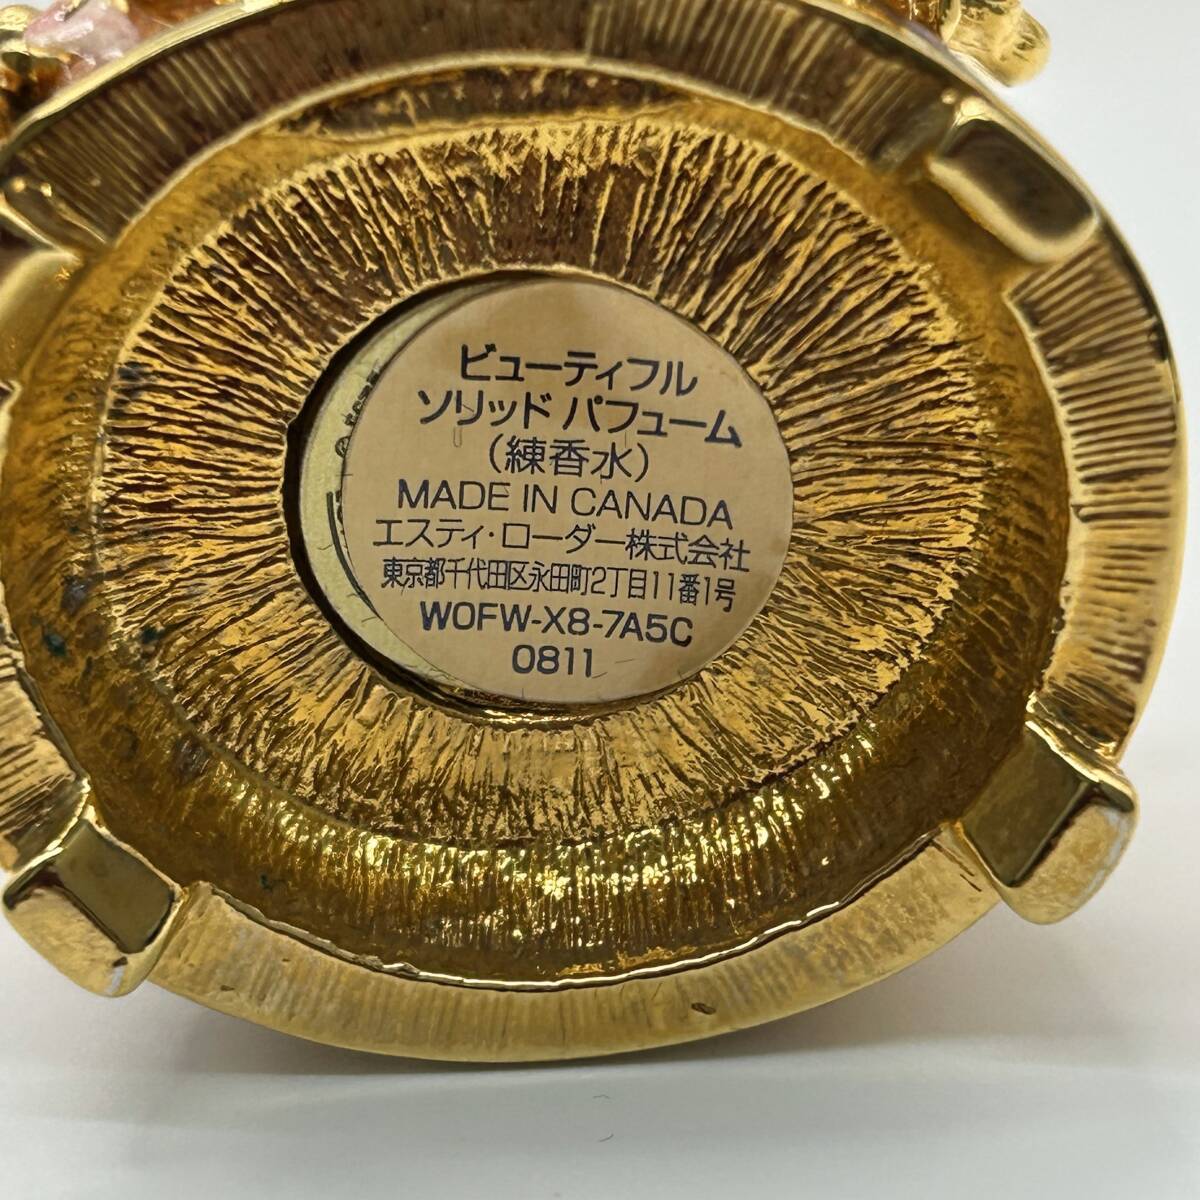 ビューティフル
ソリッド パフューム
(練香水)
MADE IN CANADA
エスティ・ローダー株式会社
東京都千代田区永田町2丁目11番1号
WOFW-X8-7A5C
0811